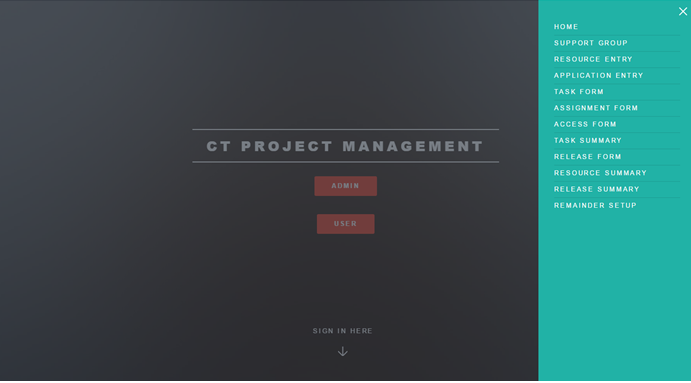 CT PROJECT MANAGEMENT
ADMIN
USER
SIGN IN HERE
HOME
SUPPORT GROUP
RESOURCE ENTRY
APPLICATION ENTRY
TASK FORM
ASSIGNMENT FORM
ACCESS FORM
TASK SUMMARY
RELEASE FORM
RESOURCE SUMMARY
RELEASE SUMMARY
REMAINDER SETUP